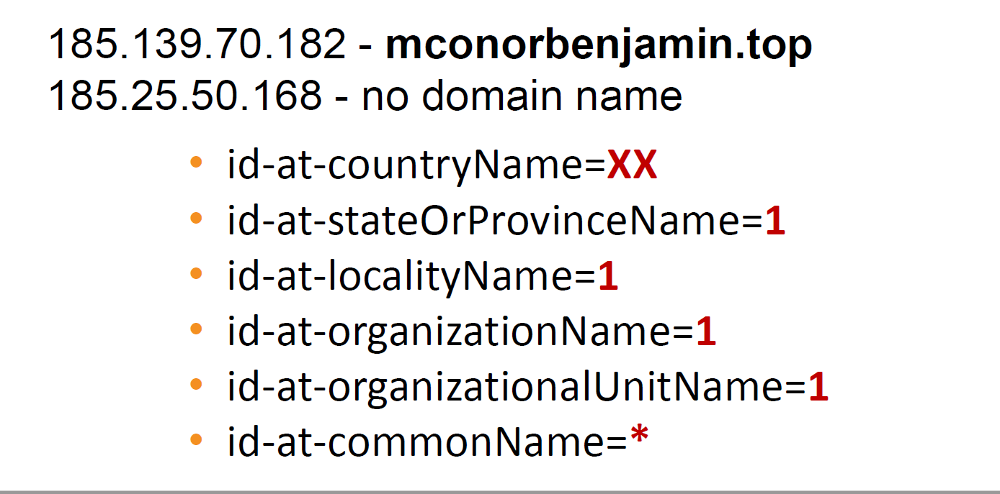 185.139.70.182 - mconorbenjamin.top
185.25.50.168 - no domain name
• id-at-countryName=XX
• id-at-stateOrProvinceName=1
• id-at-localityName=1
• id-at-organizationName=1
• id-at-organizationalUnitName=1
• id-at-commonName=*